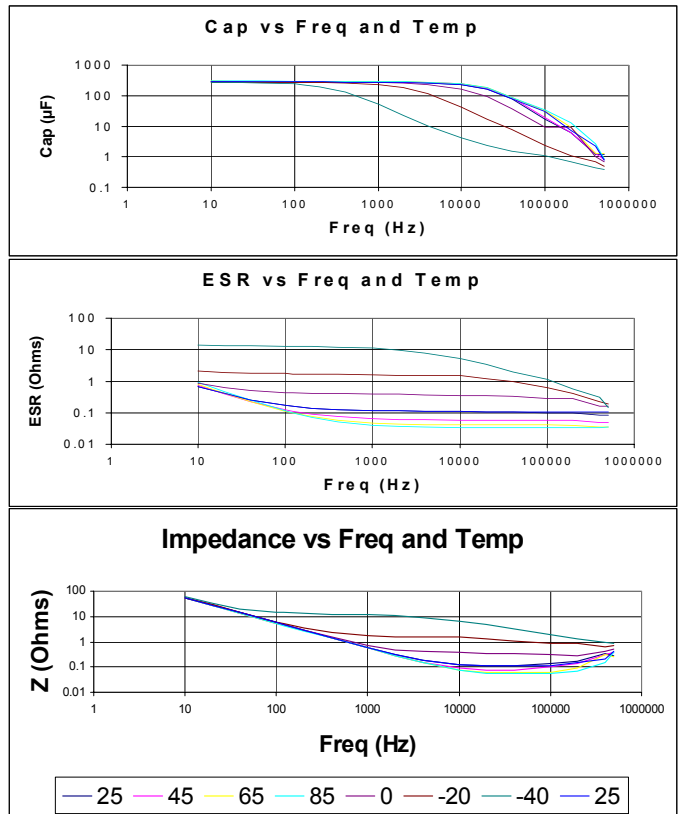 Cap vs Freq and Temp
1000
100
10
1
0.1
Cap (µF)
1 10 100 1000 10000 100000 1000000
Freq (Hz)
ESR vs Freq and Temp
100
10
1
0.1
0.01
ESR (Ohms)
1 10 100 1000 10000 100000 1000000
Freq (Hz)
Impedance vs Freq and Temp
100
10
1
0.1
0.01
Z (Ohms)
1 10 100 1000 10000 100000 1000000
Freq (Hz)
25 45 65 85 0 -20 -40 25